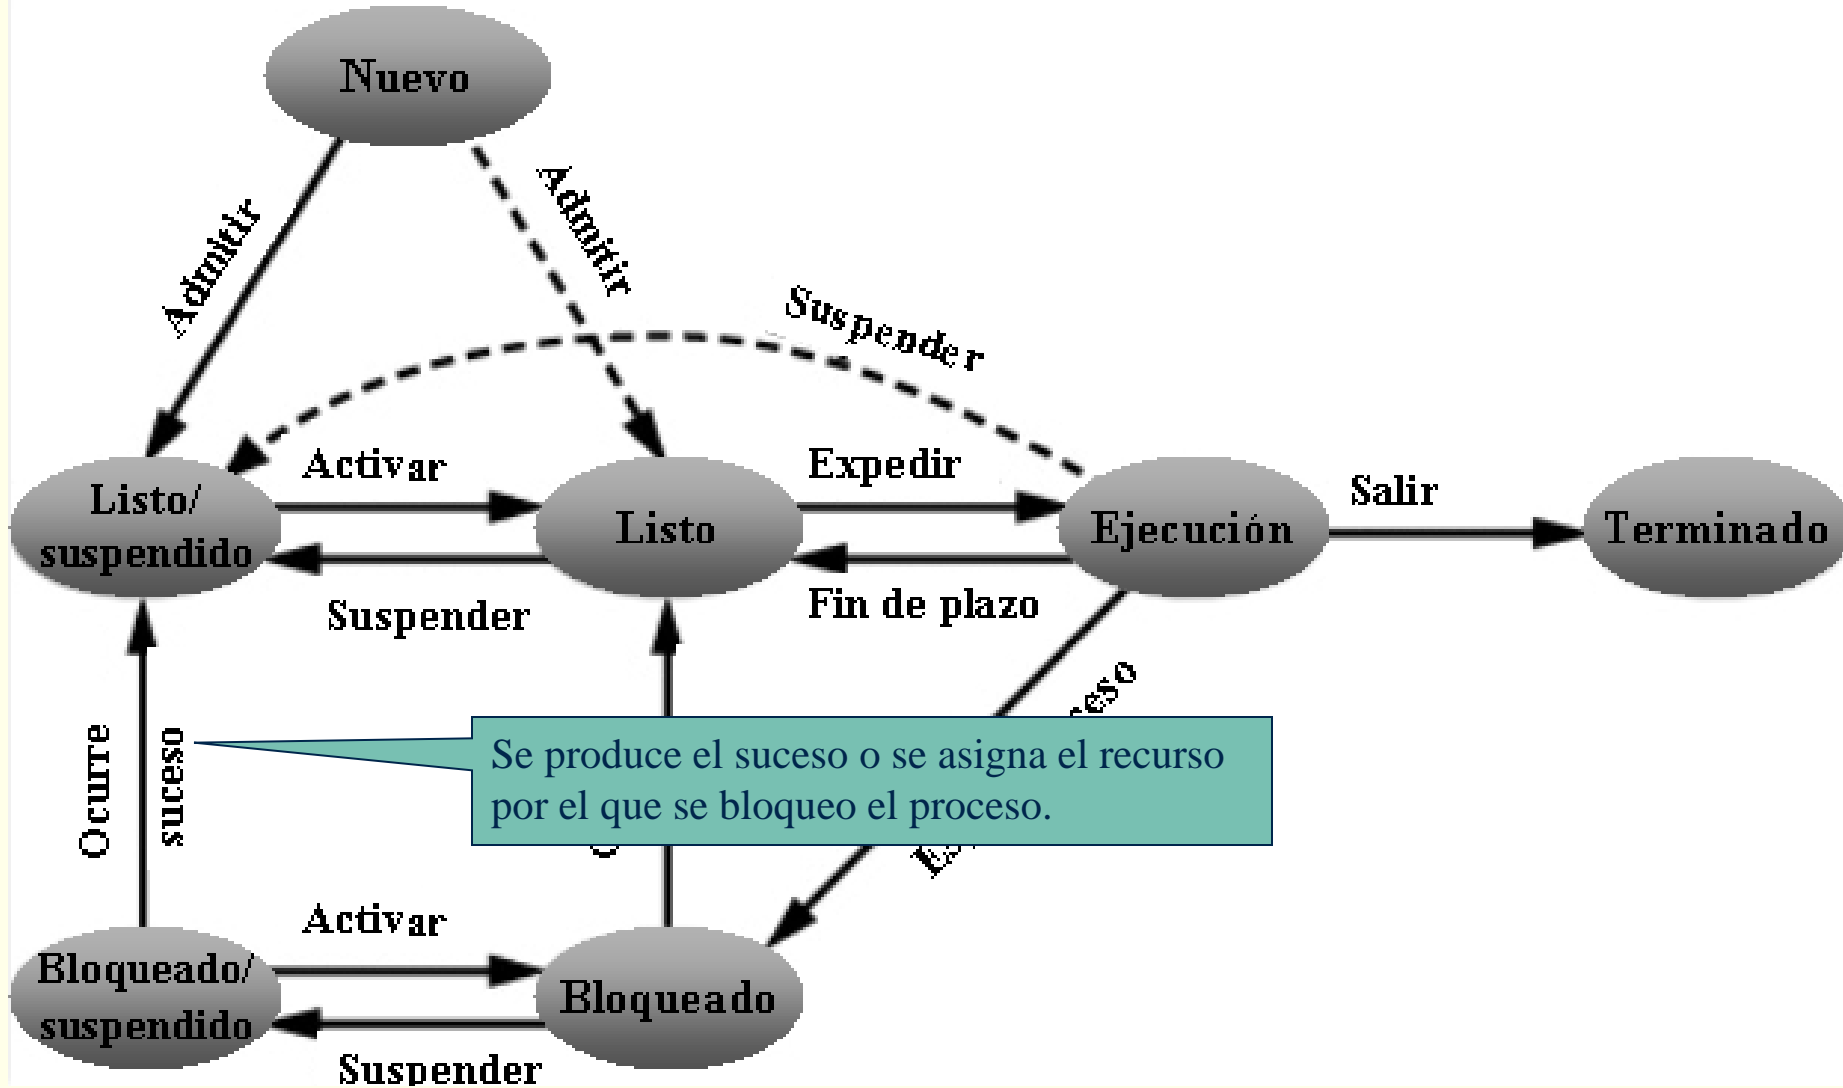 Nuevo
Admitir
Admitir
Suspender
Activar
Expedir
Salir
Listo/
suspendido
Listo
Ejecución
Terminado
Suspender
Fin de plazo
Ocurre
suceso
Se produce el suceso o se asigna el recurso
por el que se bloqueo el proceso.
Activar
Bloqueado/
suspendido
Bloqueado
Suspender